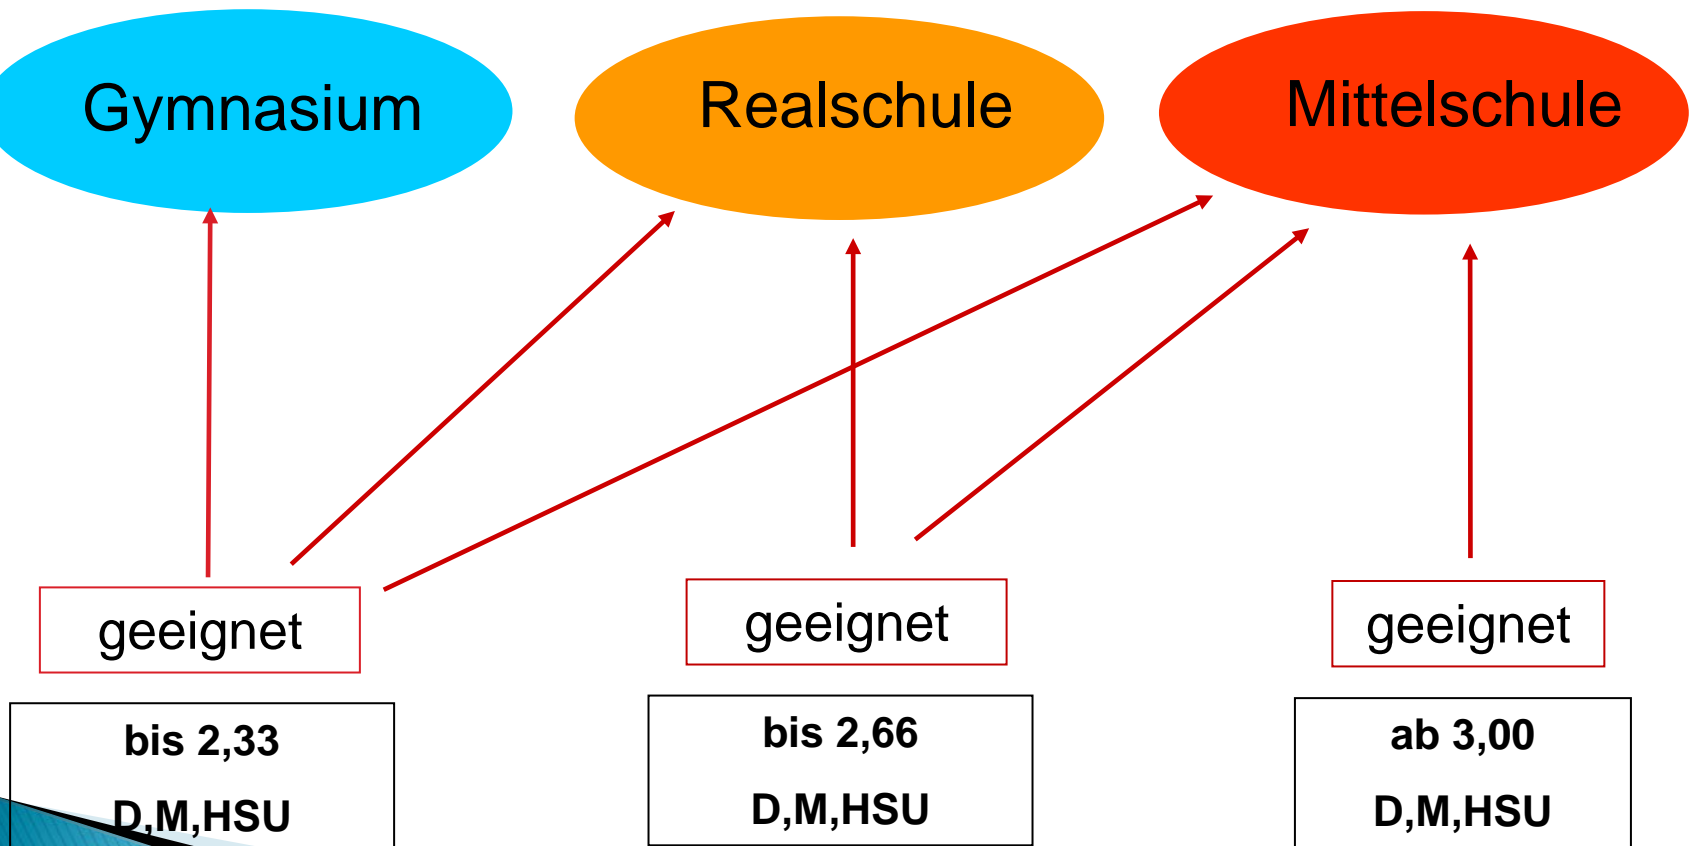 Gymnasium
Realschule
Mittelschule
geeignet
geeignet
geeignet
bis 2,33
D,M,HSU
bis 2,66
D,M,HSU
ab 3,00
D,M,HSU